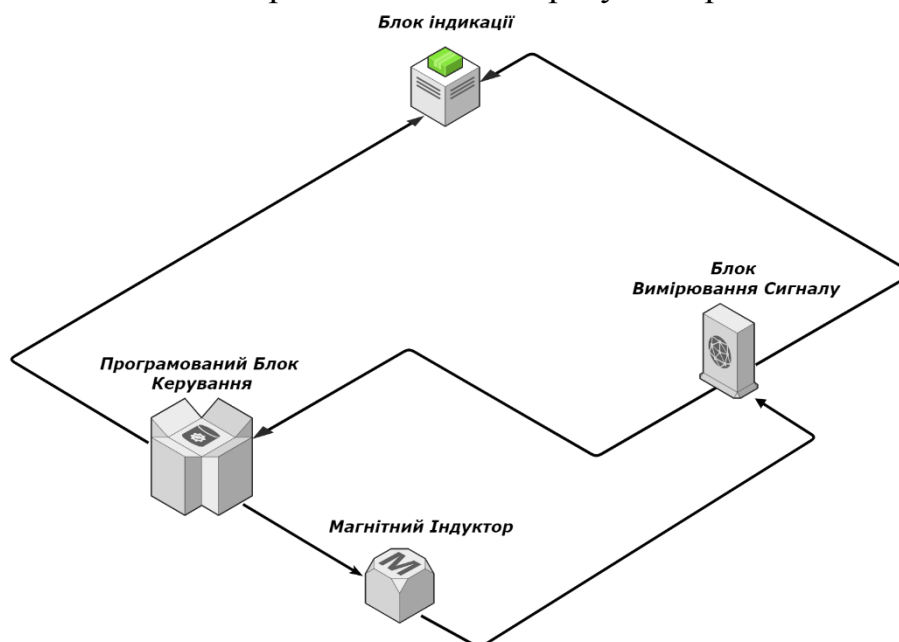 Блок індикації
Блок
Вимірювання Сигналу
Програмований Блок
Керування
Магнітний Індуктор
M